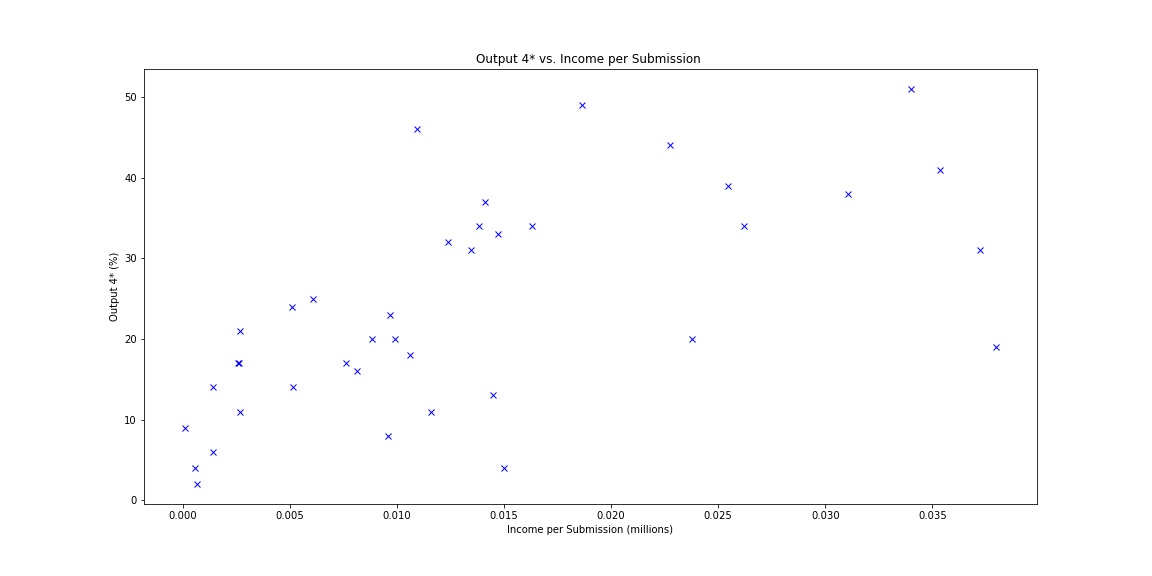 Output 4* vs. Income per Submission
50
40
30
20
10
0
Output 4* (%)
0.000 0.005 0.010 0.015 0.020 0.025 0.030 0.035
Income per Submission (millions)